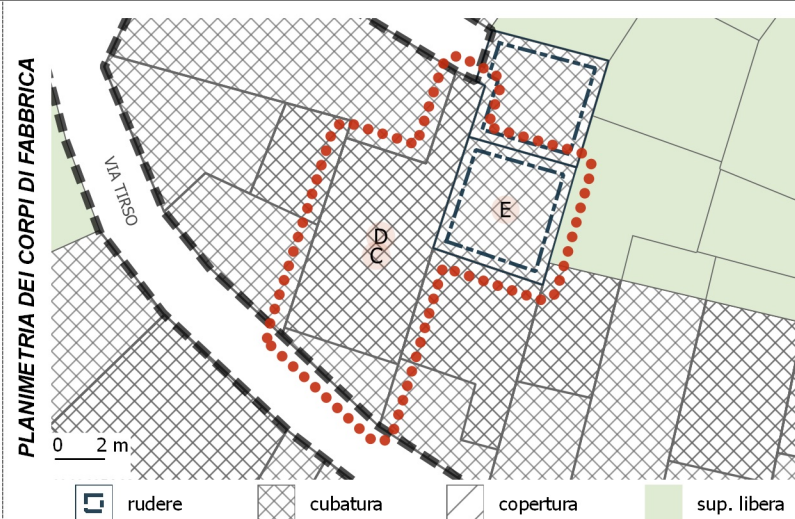 PLANIMETRIA DEI CORPI DI FABBRICA
VIA TIRSO
E
D
C
0 2 m
rudere cubatura copertura sup. libera